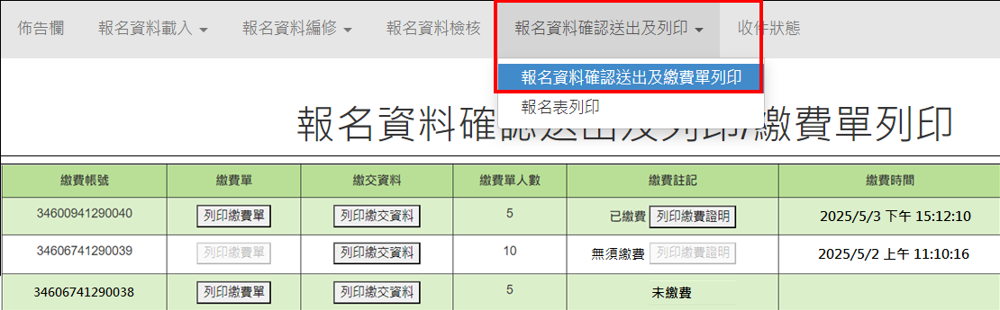 佈告欄 報名資料載入 報名資料編修 報名資料檢核 報名資料確認送出及列印 收件狀態
報名資料確認送出及繳費單列印
報名表列印
報名資料確認送出及列印/繳費單列印
繳費帳號 繳費單 繳交資料 繳費單人數 繳費註記 繳費時間
34600941290040 列印繳費單 列印繳交資料 5 已繳費 列印繳費證明 2025/5/3 下午 15:12:10
34606741290039 列印繳費單 列印繳交資料 10 無須繳費 列印繳費證明 2025/5/2 上午 11:10:16
34606741290038 列印繳費單 列印繳交資料 5 未繳費